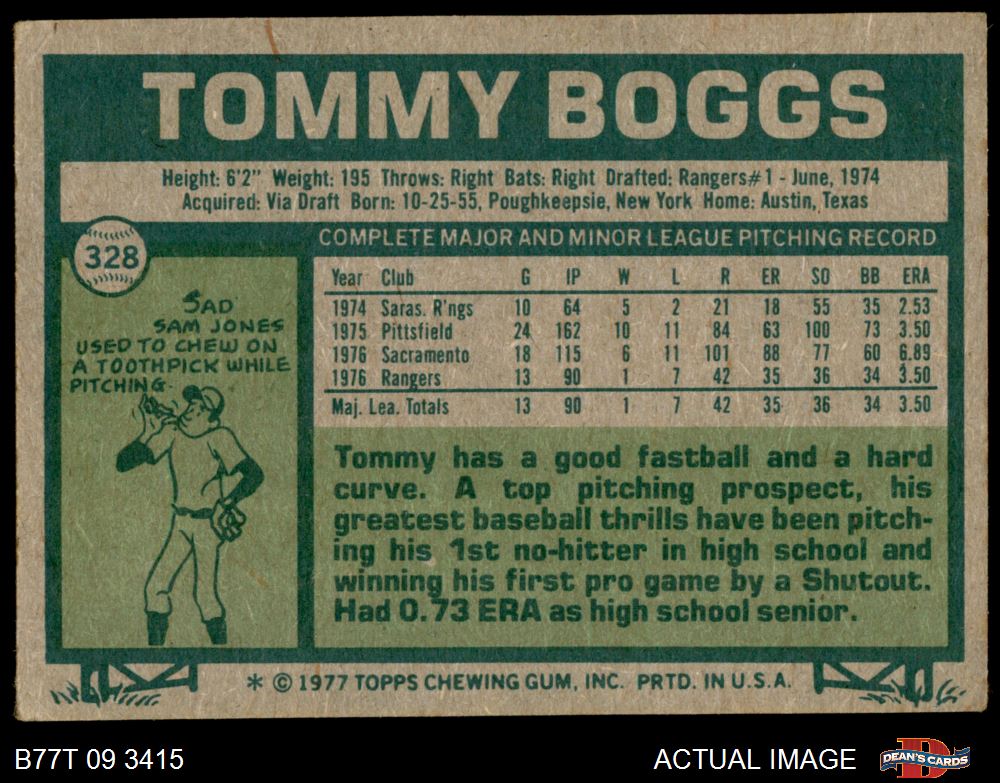 TOMMY BOGGS
Height: 6'2" Weight: 195 Throws: Right Bats: Right Drafted: Rangers#1 - June, 1974
Acquired: Via Draft Born: 10-25-55, Poughkeepsie, New York Home: Austin, Texas
328
COMPLETE MAJOR AND MINOR LEAGUE PITCHING RECORD
SAD
SAM JONES
USED TO CHEW ON
A TOOTHPICK WHILE
PITCHING.
Year Club G IP W L R ER SO BB ERA
1974 Saras. R'ngs 10 64 5 2 21 18 55 35 2.53
1975 Pittsfield 24 162 10 11 84 63 100 73 3.50
1976 Sacramento 18 115 6 11 101 88 77 60 6.89
1976 Rangers 13 90 1 7 42 35 36 34 3.50
Maj. Lea. Totals 13 90 1 7 42 35 36 34 3.50
Tommy has a good fastball and a hard
curve. A top pitching prospect, his
greatest baseball thrills have been pitch-
ing his 1st no-hitter in high school and
winning his first pro game by a Shutout.
Had 0.73 ERA as high school senior.
* © 1977 TOPPS CHEWING GUM, INC. PRTD. IN U.S.A.
B77T 09 3415
ACTUAL IMAGE
DEAN'S CARDS